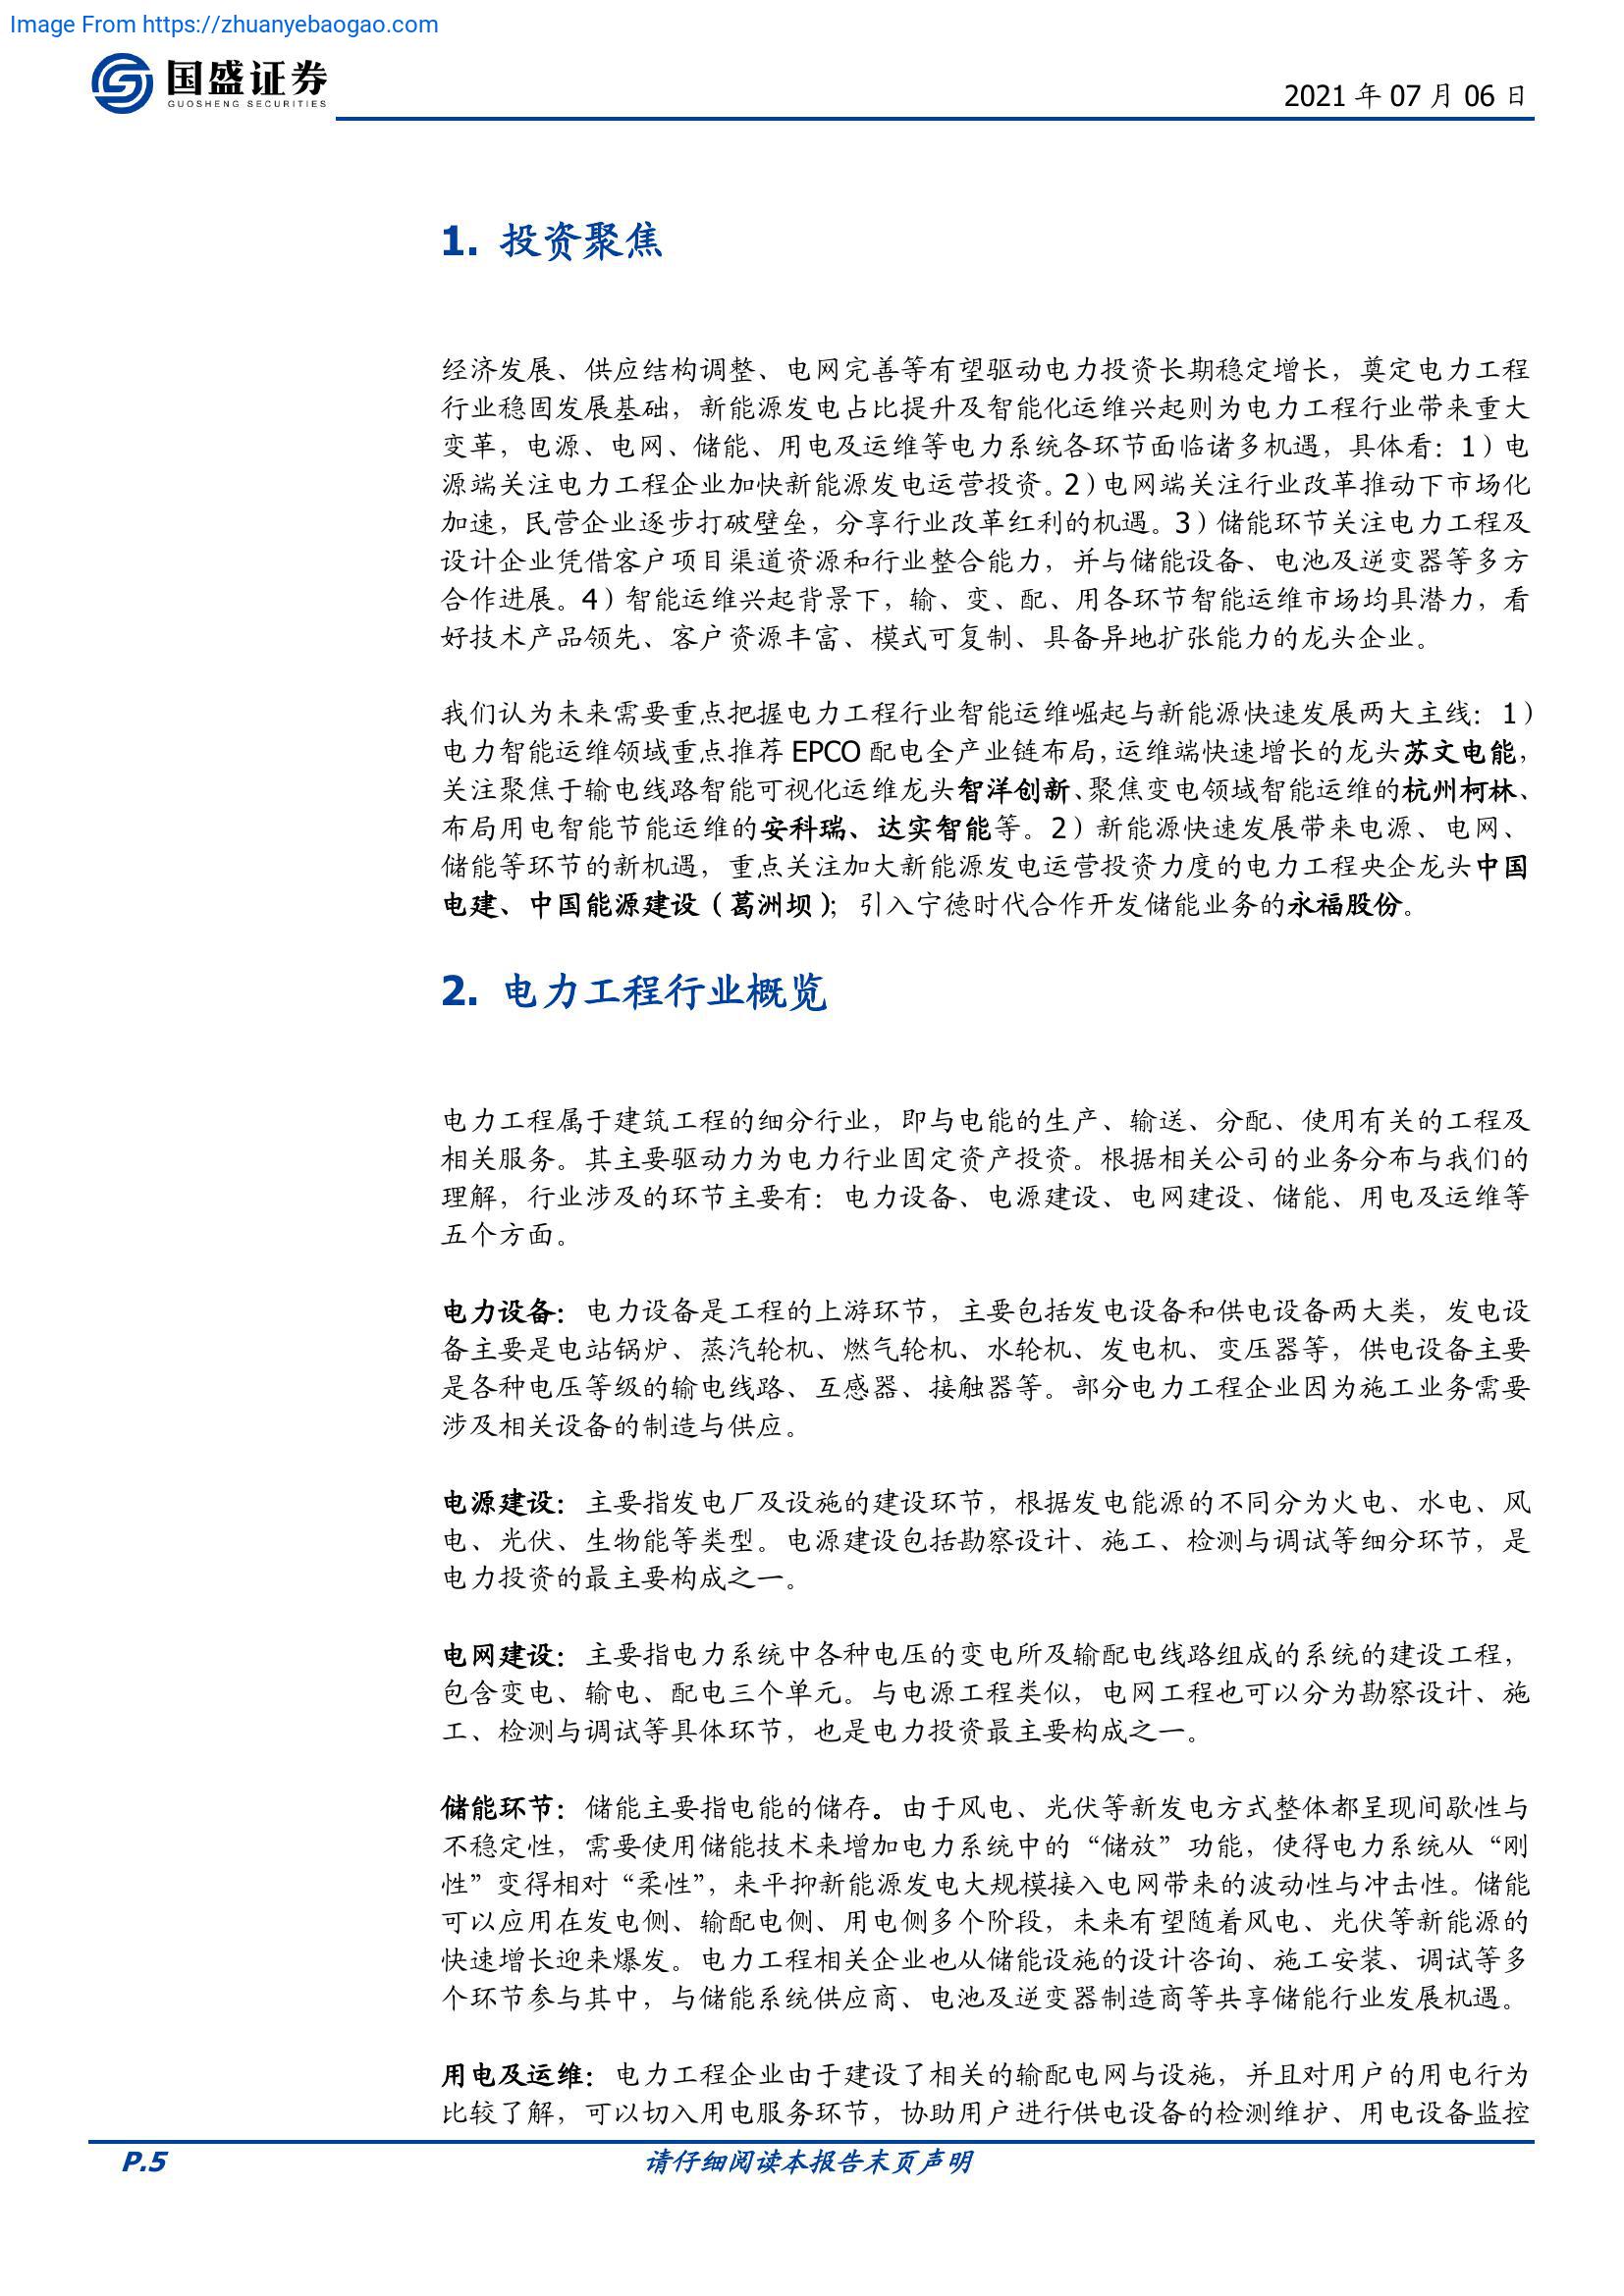 Image From https://zhuanyebaogao.com
国盛证券
GUOSHENG SECURITIES
2021 年 07 月 06 日
1. 投资聚焦
经济发展、供应结构调整、电网完善等有望驱动电力投资长期稳定增长，奠定电力工程
行业稳固发展基础，新能源发电占比提升及智能化运维兴起则为电力工程行业带来重大
变革，电源、电网、储能、用电及运维等电力系统各环节面临诸多机遇，具体看：1）电
源端关注电力工程企业加快新能源发电运营投资。2）电网端关注行业改革推动下市场化
加速，民营企业逐步打破壁垒，分享行业改革红利的机遇。3）储能环节关注电力工程及
设计企业凭借客户项目渠道资源和行业整合能力，并与储能设备、电池及逆变器等多方
合作进展。4）智能运维兴起背景下，输、变、配、用各环节智能运维市场均具潜力，看
好技术产品领先、客户资源丰富、模式可复制、具备异地扩张能力的龙头企业。
我们认为未来需要重点把握电力工程行业智能运维崛起与新能源快速发展两大主线：1）
电力智能运维领域重点推荐 EPCO 配电全产业链布局，运维端快速增长的龙头苏文电能，
关注聚焦于输电线路智能可视化运维龙头智洋创新、聚焦变电领域智能运维的杭州柯林、
布局用电智能节能运维的安科瑞、达实智能等。2）新能源快速发展带来电源、电网、
储能等环节的新机遇，重点关注加大新能源发电运营投资力度的电力工程央企龙头中国
电建、中国能源建设（葛洲坝）；引入宁德时代合作开发储能业务的永福股份。
2. 电力工程行业概览
电力工程属于建筑工程的细分行业，即与电能的生产、输送、分配、使用有关的工程及
相关服务。其主要驱动力为电力行业固定资产投资。根据相关公司的业务分布与我们的
理解，行业涉及的环节主要有：电力设备、电源建设、电网建设、储能、用电及运维等
五个方面。
电力设备：电力设备是工程的上游环节，主要包括发电设备和供电设备两大类，发电设
备主要是电站锅炉、蒸汽轮机、燃气轮机、水轮机、发电机、变压器等，供电设备主要
是各种电压等级的输电线路、互感器、接触器等。部分电力工程企业因为施工业务需要
涉及相关设备的制造与供应。
电源建设：主要指发电厂及设施的建设环节，根据发电能源的不同分为火电、水电、风
电、光伏、生物能等类型。电源建设包括勘察设计、施工、检测与调试等细分环节，是
电力投资的最主要构成之一。
电网建设：主要指电力系统中各种电压的变电所及输配电线路组成的系统的建设工程，
包含变电、输电、配电三个单元。与电源工程类似，电网工程也可以分为勘察设计、施
工、检测与调试等具体环节，也是电力投资最主要构成之一。
储能环节：储能主要指电能的储存。由于风电、光伏等新发电方式整体都呈现间歇性与
不稳定性，需要使用储能技术来增加电力系统中的“储放”功能，使得电力系统从“刚
性”变得相对“柔性”，来平抑新能源发电大规模接入电网带来的波动性与冲击性。储能
可以应用在发电侧、输配电侧、用电侧多个阶段，未来有望随着风电、光伏等新能源的
快速增长迎来爆发。电力工程相关企业也从储能设施的设计咨询、施工安装、调试等多
个环节参与其中，与储能系统供应商、电池及逆变器制造商等共享储能行业发展机遇。
用电及运维：电力工程企业由于建设了相关的输配电网与设施，并且对用户的用电行为
比较了解，可以切入用电服务环节，协助用户进行供电设备的检测维护、用电设备监控
P.5
请仔细阅读本报告末页声明